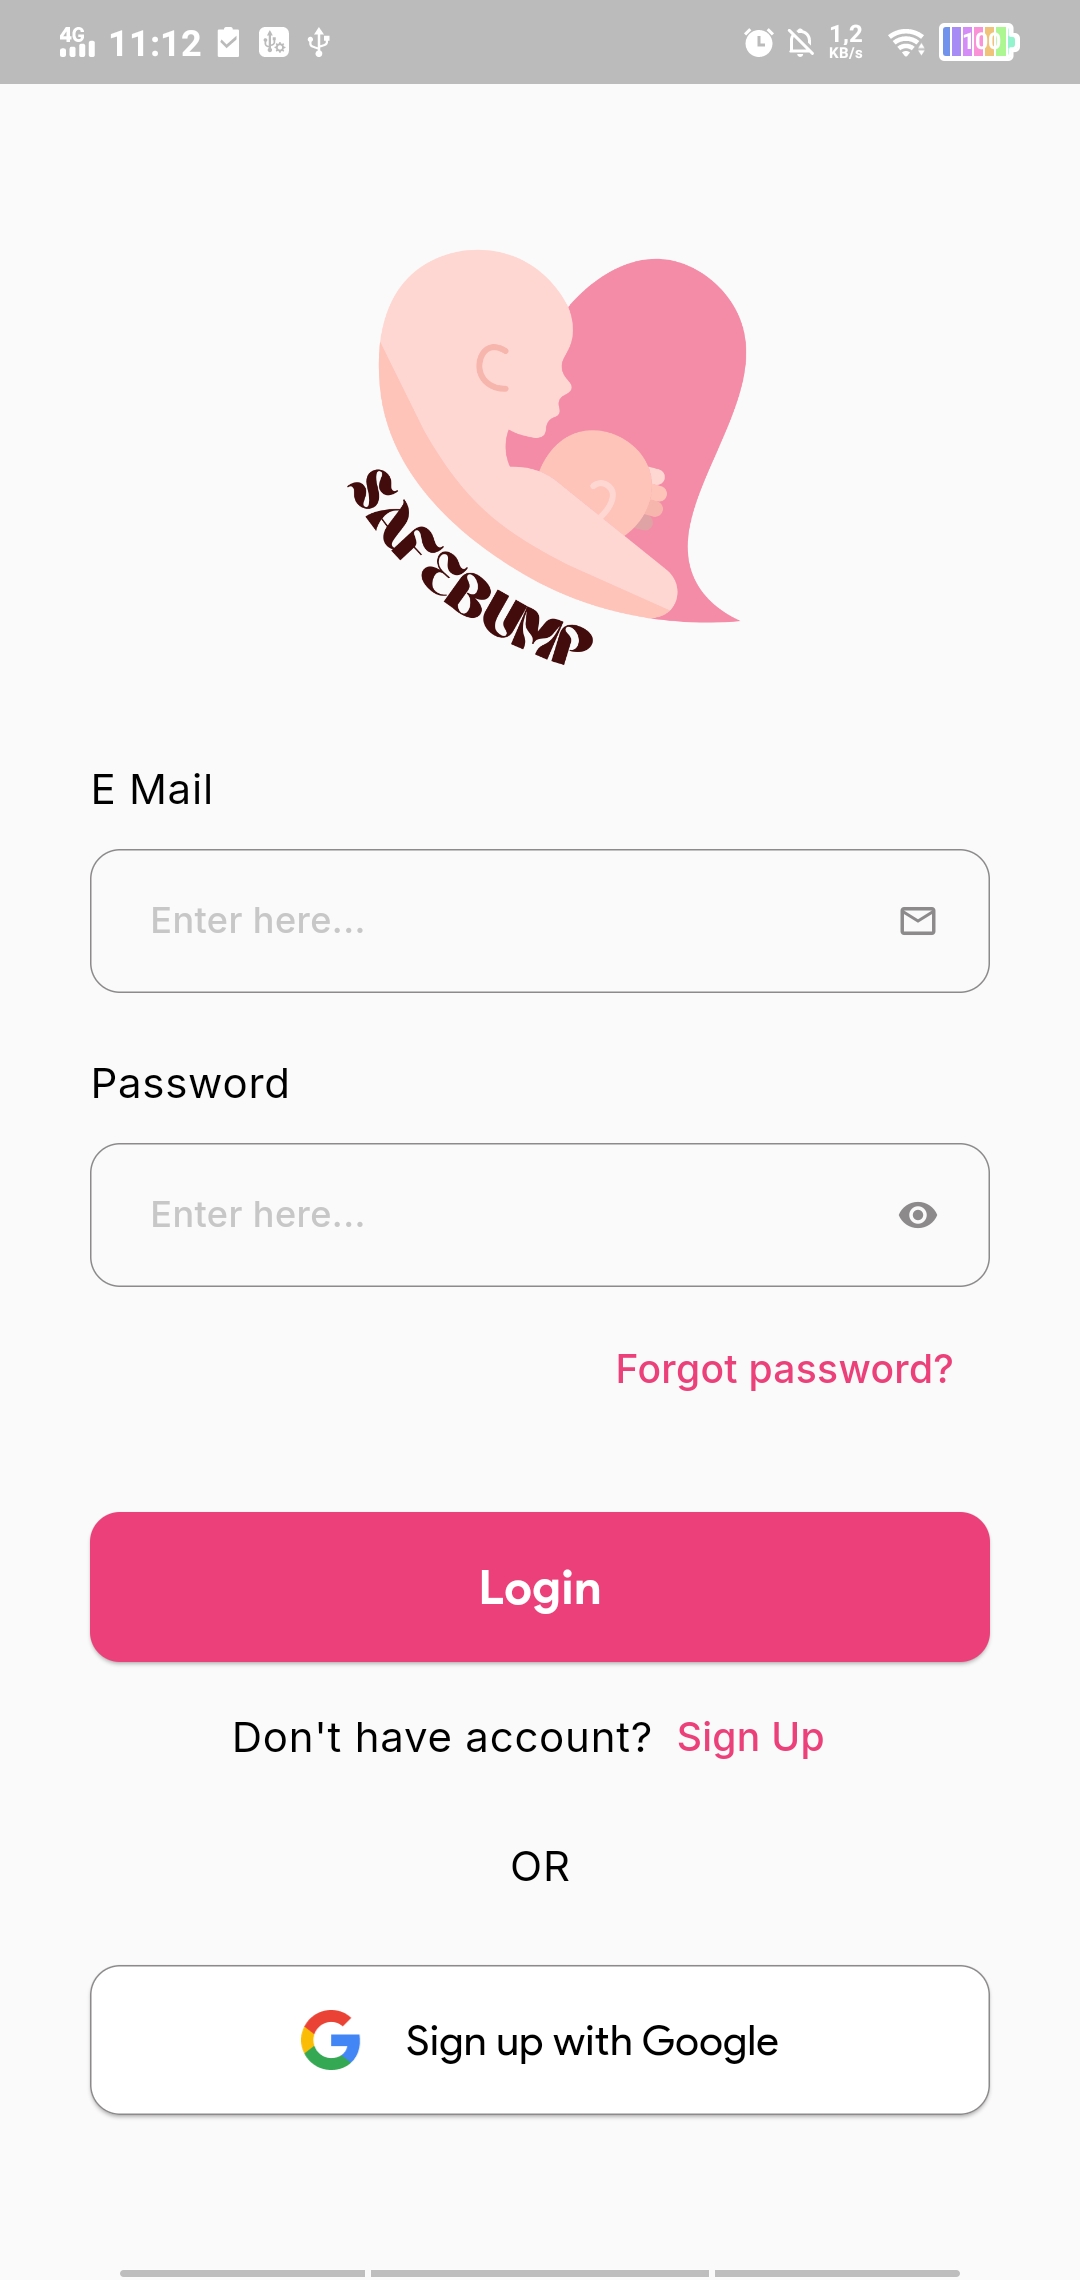 4G 11:12 1,2 KB/s 100
SAFEBUMP
E Mail
Enter here...
Password
Enter here...
Forgot password?
Login
Don't have account? Sign Up
OR
Sign up with Google